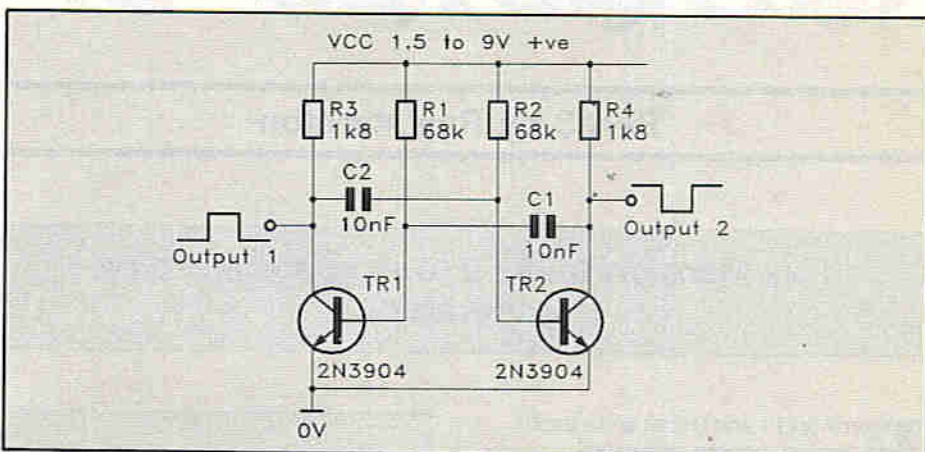 VCC 1.5 to 9V +ve
R3
1k8
R1
68k
R2
68k
R4
1k8
C2
10nF
C1
10nF
Output 1
Output 2
TR1
TR2
2N3904
2N3904
0V